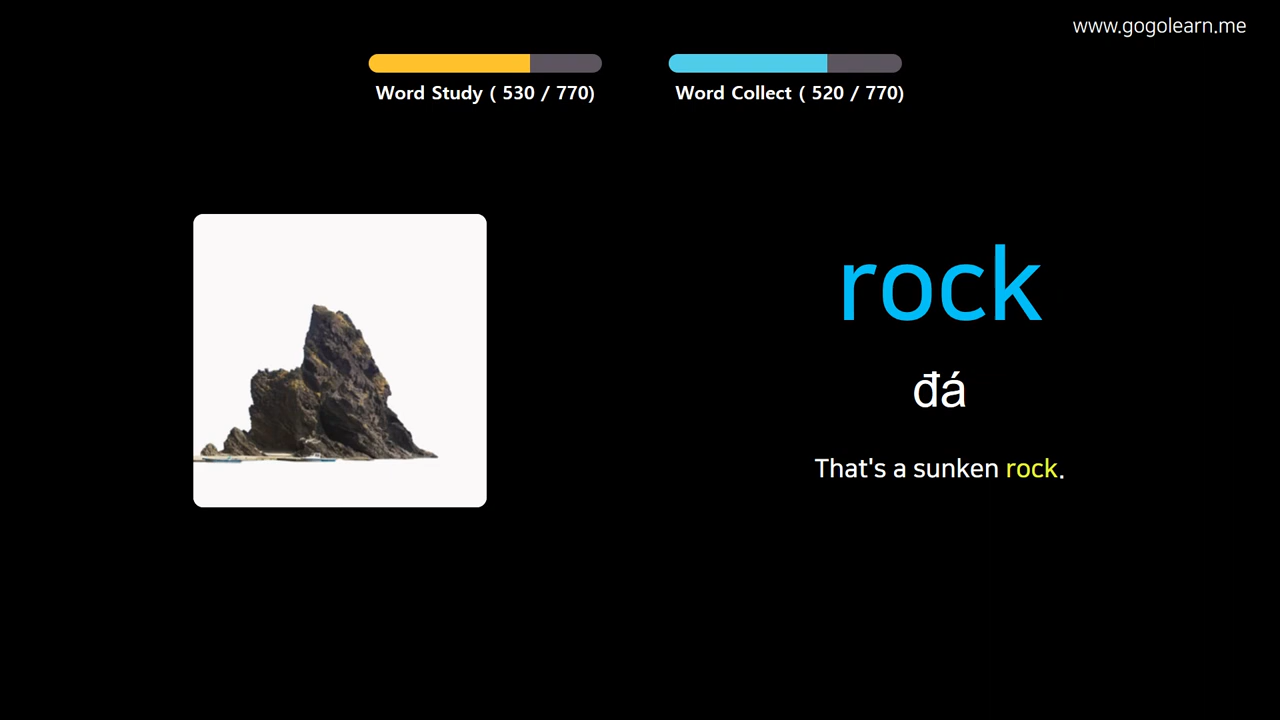 www.gogolearn.me
Word Study ( 530 / 770)
Word Collect ( 520 / 770)
rock
đá
That's a sunken rock.